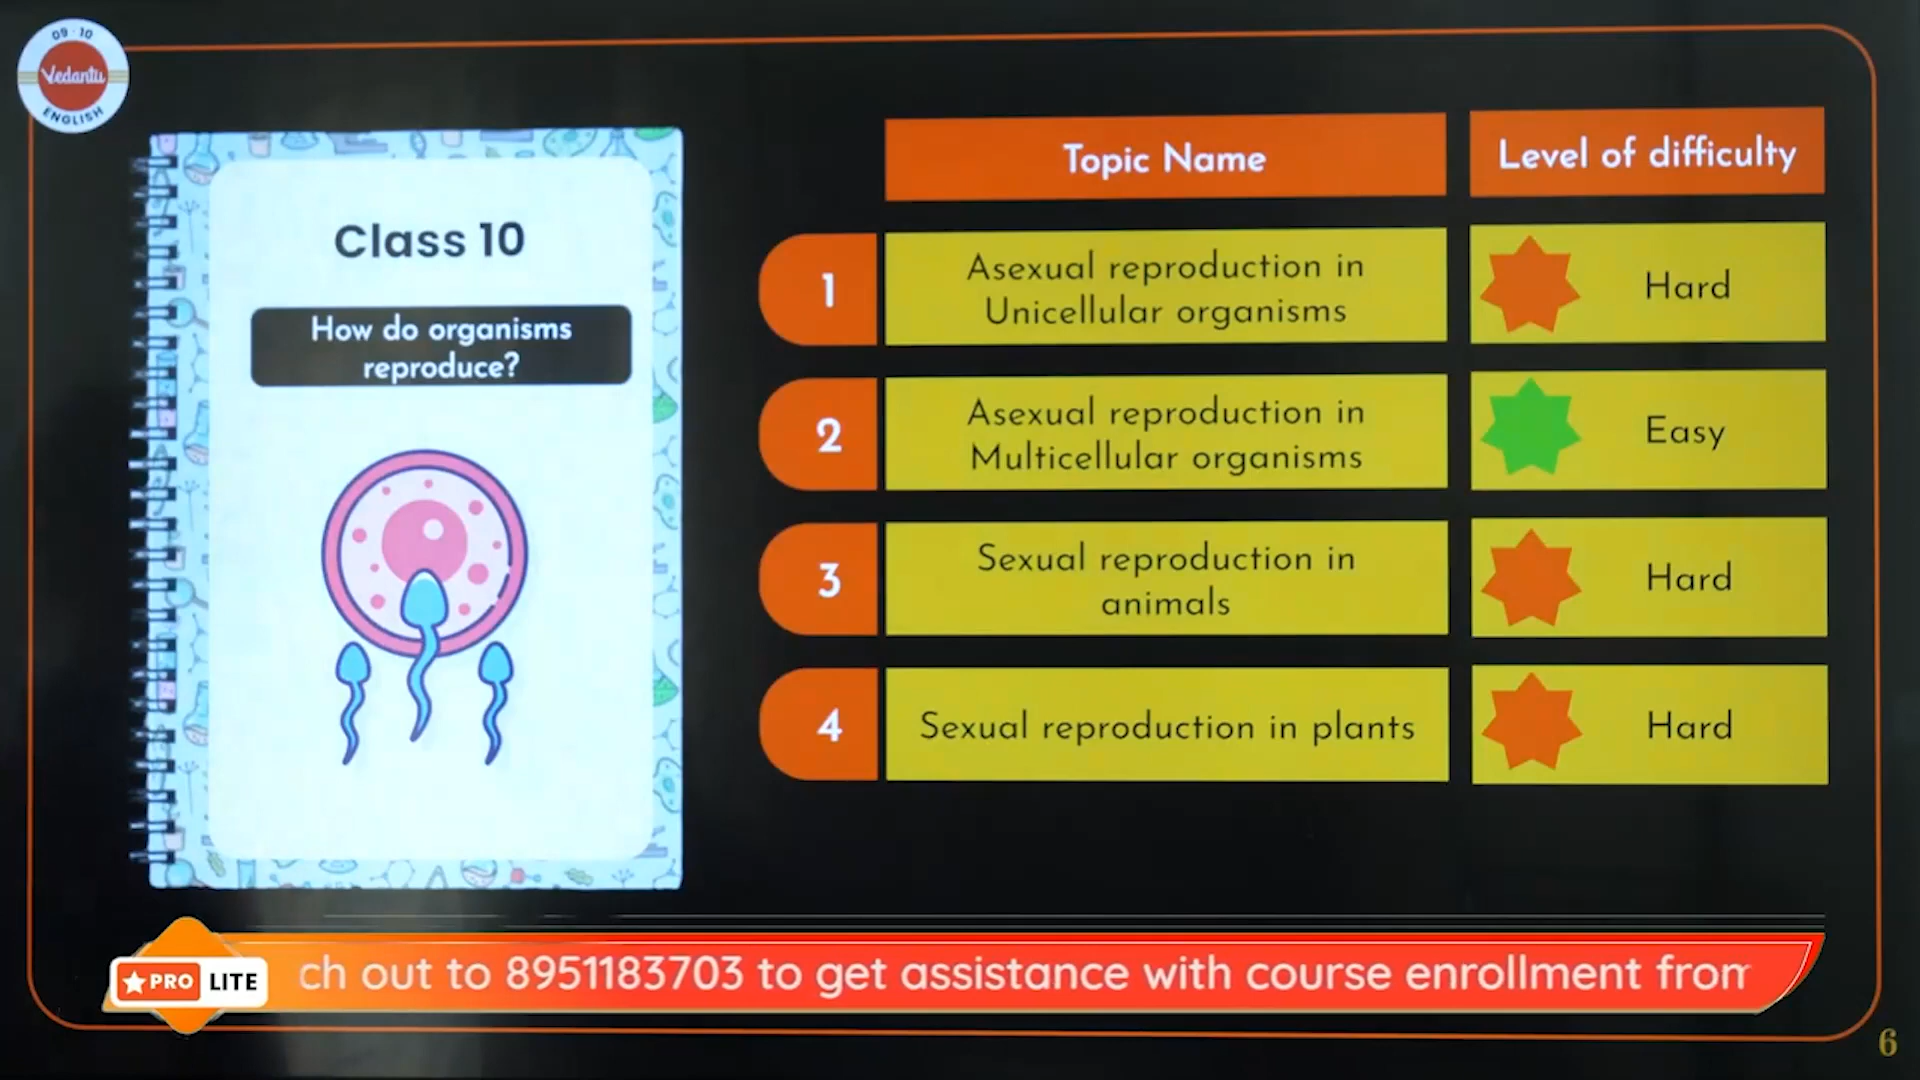 09 - 10
Vedantu
ENGLISH
Class 10
How do organisms
reproduce?
Topic Name
Level of difficulty
1
Asexual reproduction in
Unicellular organisms
Hard
2
Asexual reproduction in
Multicellular organisms
Easy
3
Sexual reproduction in
animals
Hard
4
Sexual reproduction in plants
Hard
PRO LITE
ch out to 8951183703 to get assistance with course enrollment from
6